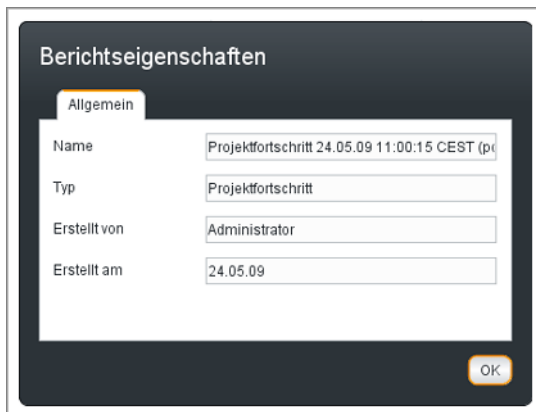 Berichtseigenschaften
Allgemein
Name Projektfortschritt 24.05.09 11:00:15 CEST
Typ Projektfortschritt
Erstellt von Administrator
Erstellt am 24.05.09
OK